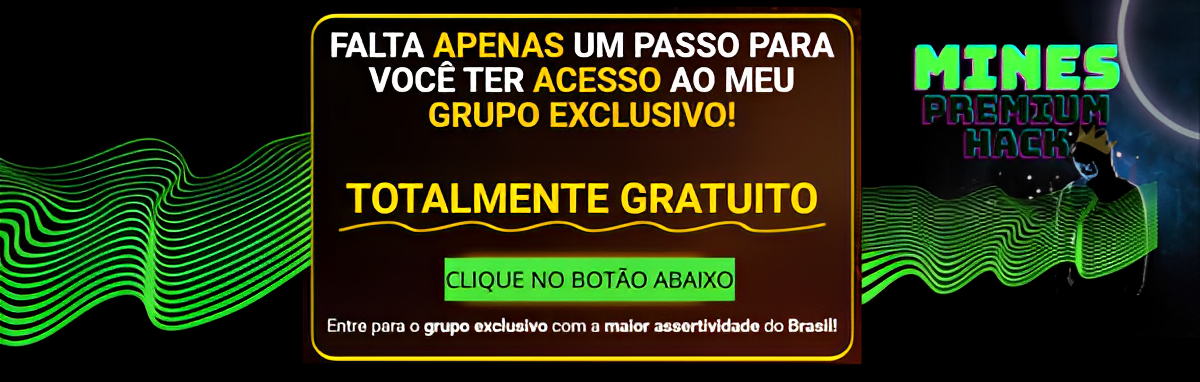 FALTA APENAS UM PASSO PARA
VOCÊ TER ACESSO AO MEU
GRUPO EXCLUSIVO!
TOTALMENTE GRATUITO
CLIQUE NO BOTÃO ABAIXO
Entre para o grupo exclusivo com a maior assertividade do Brasil!
MINES
PREMIUM
HACK